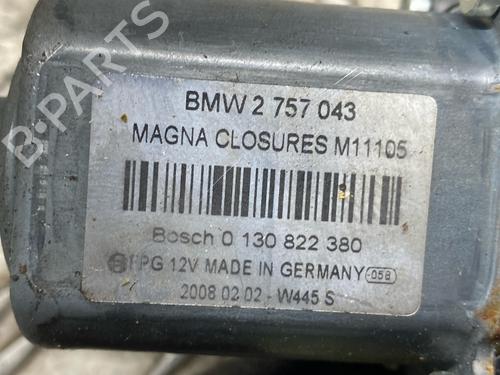 BMW 2 757 043
MAGNA CLOSURES M11105
Bosch 0 130 822 380
FPG 12V MADE IN GERMANY 058
2008 02 02 - W445 S
B-PARTS